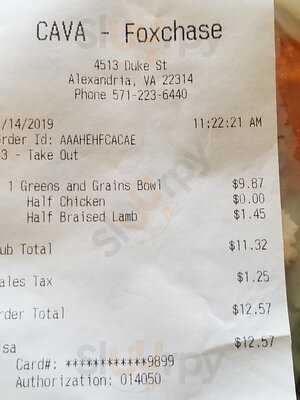 CAVA - Foxchase
4513 Duke St
Alexandria, VA 22314
Phone 571-223-6440
/14/2019 11:22:21 AM
rder Id: AAAHEHFCACAE
3 - Take Out
1 Greens and Grains Bowl $9.87
Half Chicken $0.00
Half Braised Lamb $1.45
ub Total $11.32
ales Tax $1.25
rder Total $12.57
sa $12.57
Card#: ************9899
Authorization: 014050
sluurpy
sluurpy